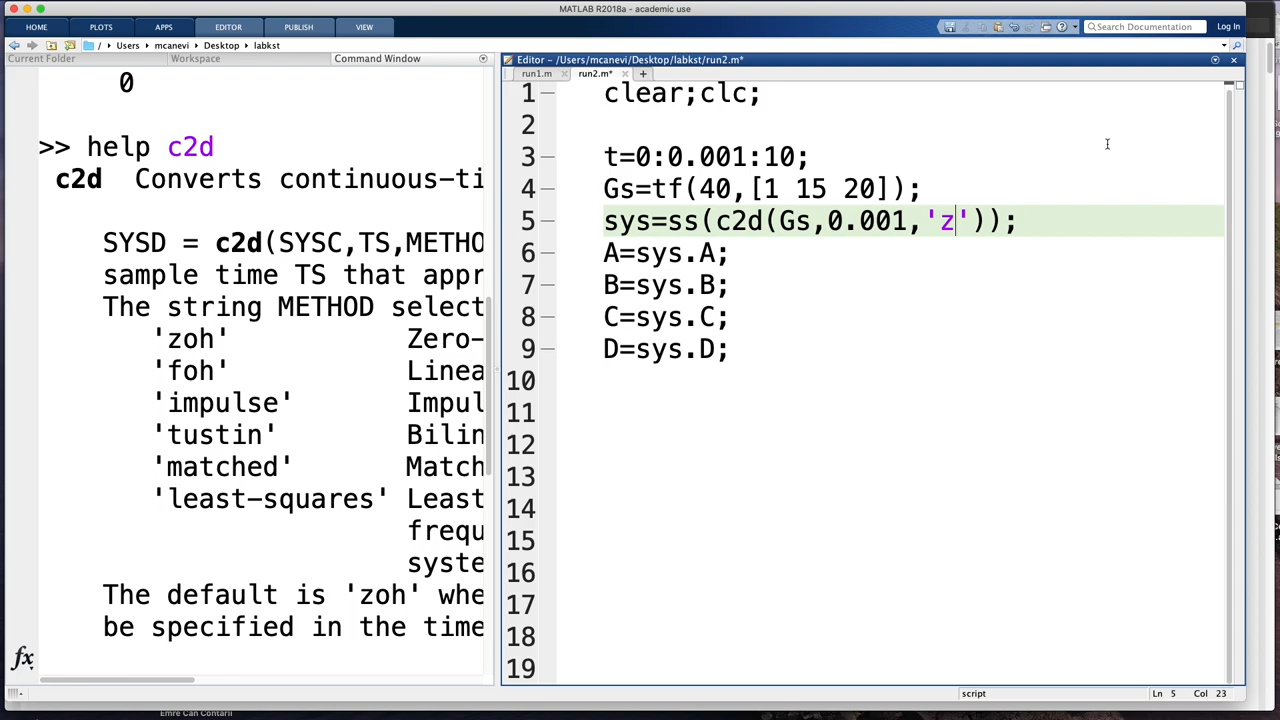 MATLAB R2018a - academic use
HOME PLOTS APPS EDITOR PUBLISH VIEW Search Documentation Log In
/ Users mcanevi Desktop labkst
Current Folder Workspace Command Window
0
>> help c2d
c2d Converts continuous-ti
SYSD = c2d(SYSC,TS,METHO
sample time TS that appr
The string METHOD select
'zoh' Zero-
'foh' Linea
'impulse' Impul
'tustin' Bilin
'matched' Match
'least-squares' Least
frequ
syste
The default is 'zoh' whe
be specified in the time
fx
Editor - /Users/mcanevi/Desktop/labkst/run2.m*
run1.m run2.m*
1 clear;clc;
2
3 t=0:0.001:10;
4 Gs=tf(40,[1 15 20]);
5 sys=ss(c2d(Gs,0.001,'z'));
6 A=sys.A;
7 B=sys.B;
8 C=sys.C;
9 D=sys.D;
10
11
12
13
14
15
16
17
18
19
script Ln 5 Col 23